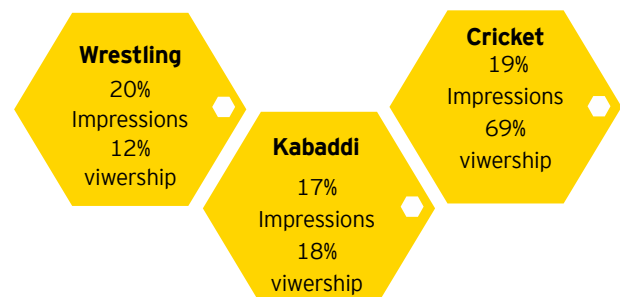 Wrestling
20%
Impressions
12%
viwership
Kabaddi
17%
Impressions
18%
viwership
Cricket
19%
Impressions
69%
viwership